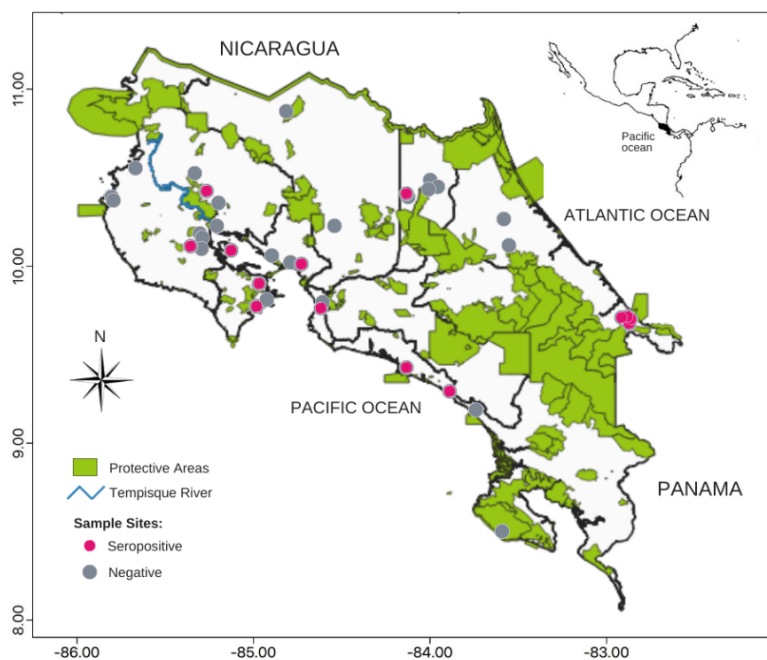 NICARAGUA
11.00
Pacific
ocean
ATLANTIC OCEAN
10.00
N
PACIFIC OCEAN
9.00
Protective Areas
PANAMA
Tempisque River
Sample Sites:
Seropositive
Negative
8.00
-86.00
-85.00
-84.00
-83.00